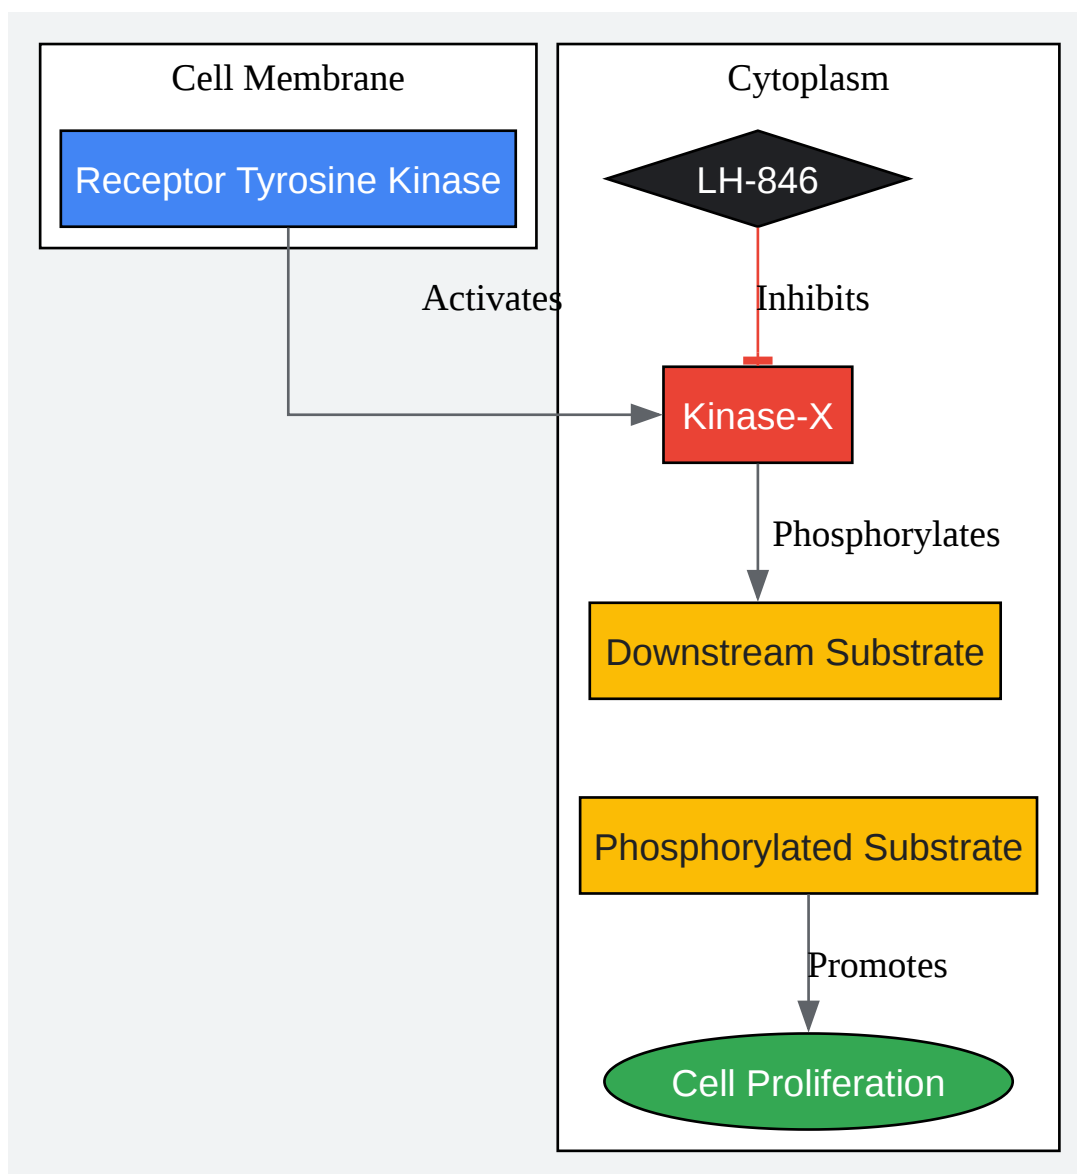 Cell Membrane
Receptor Tyrosine Kinase
Cytoplasm
LH-846
Activates
Inhibits
Kinase-X
Phosphorylates
Downstream Substrate
Phosphorylated Substrate
Promotes
Cell Proliferation